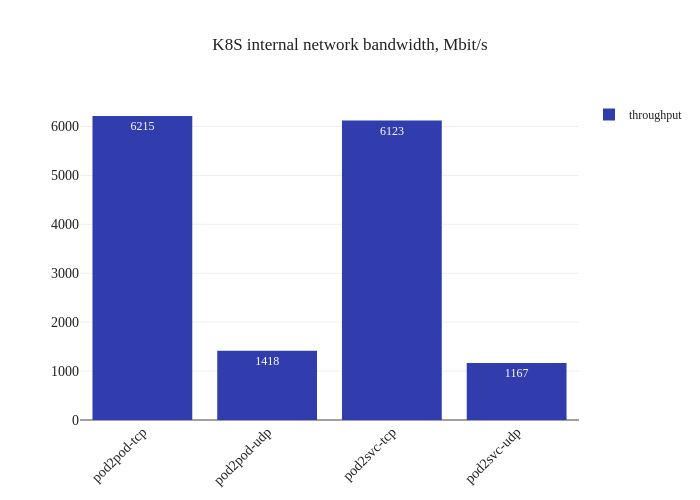 K8S internal network bandwidth, Mbit/s
throughput
6000
5000
4000
3000
2000
1000
0
6215
1418
6123
1167
pod2pod-tcp
pod2pod-udp
pod2svc-tcp
pod2svc-udp